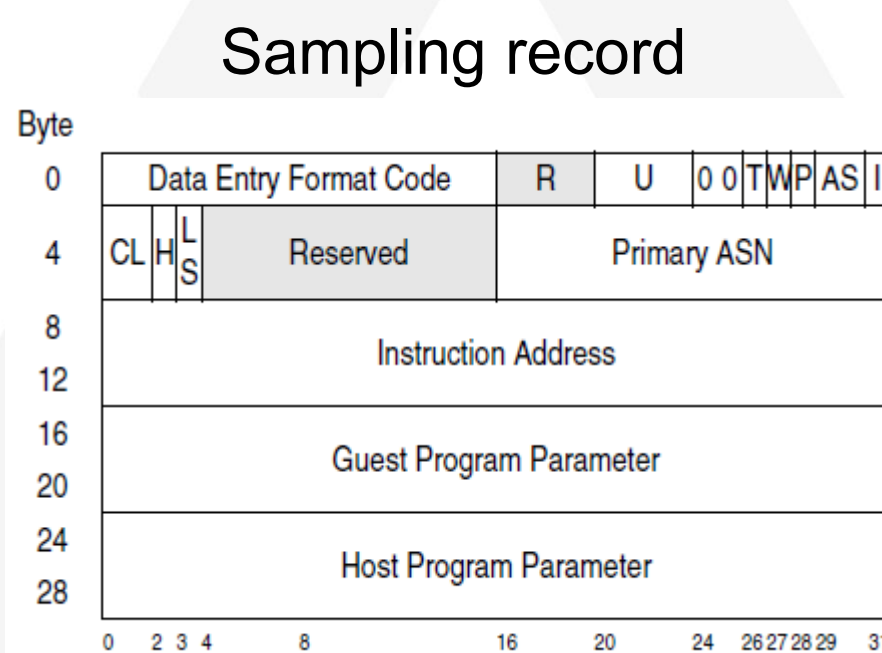 Sampling record
Byte
0 Data Entry Format Code R U 0 0 T W P AS I
4 CL H L S Reserved Primary ASN
8
Instruction Address
12
16
Guest Program Parameter
20
24
Host Program Parameter
28
0 2 3 4 8 16 20 24 26 27 28 29 31